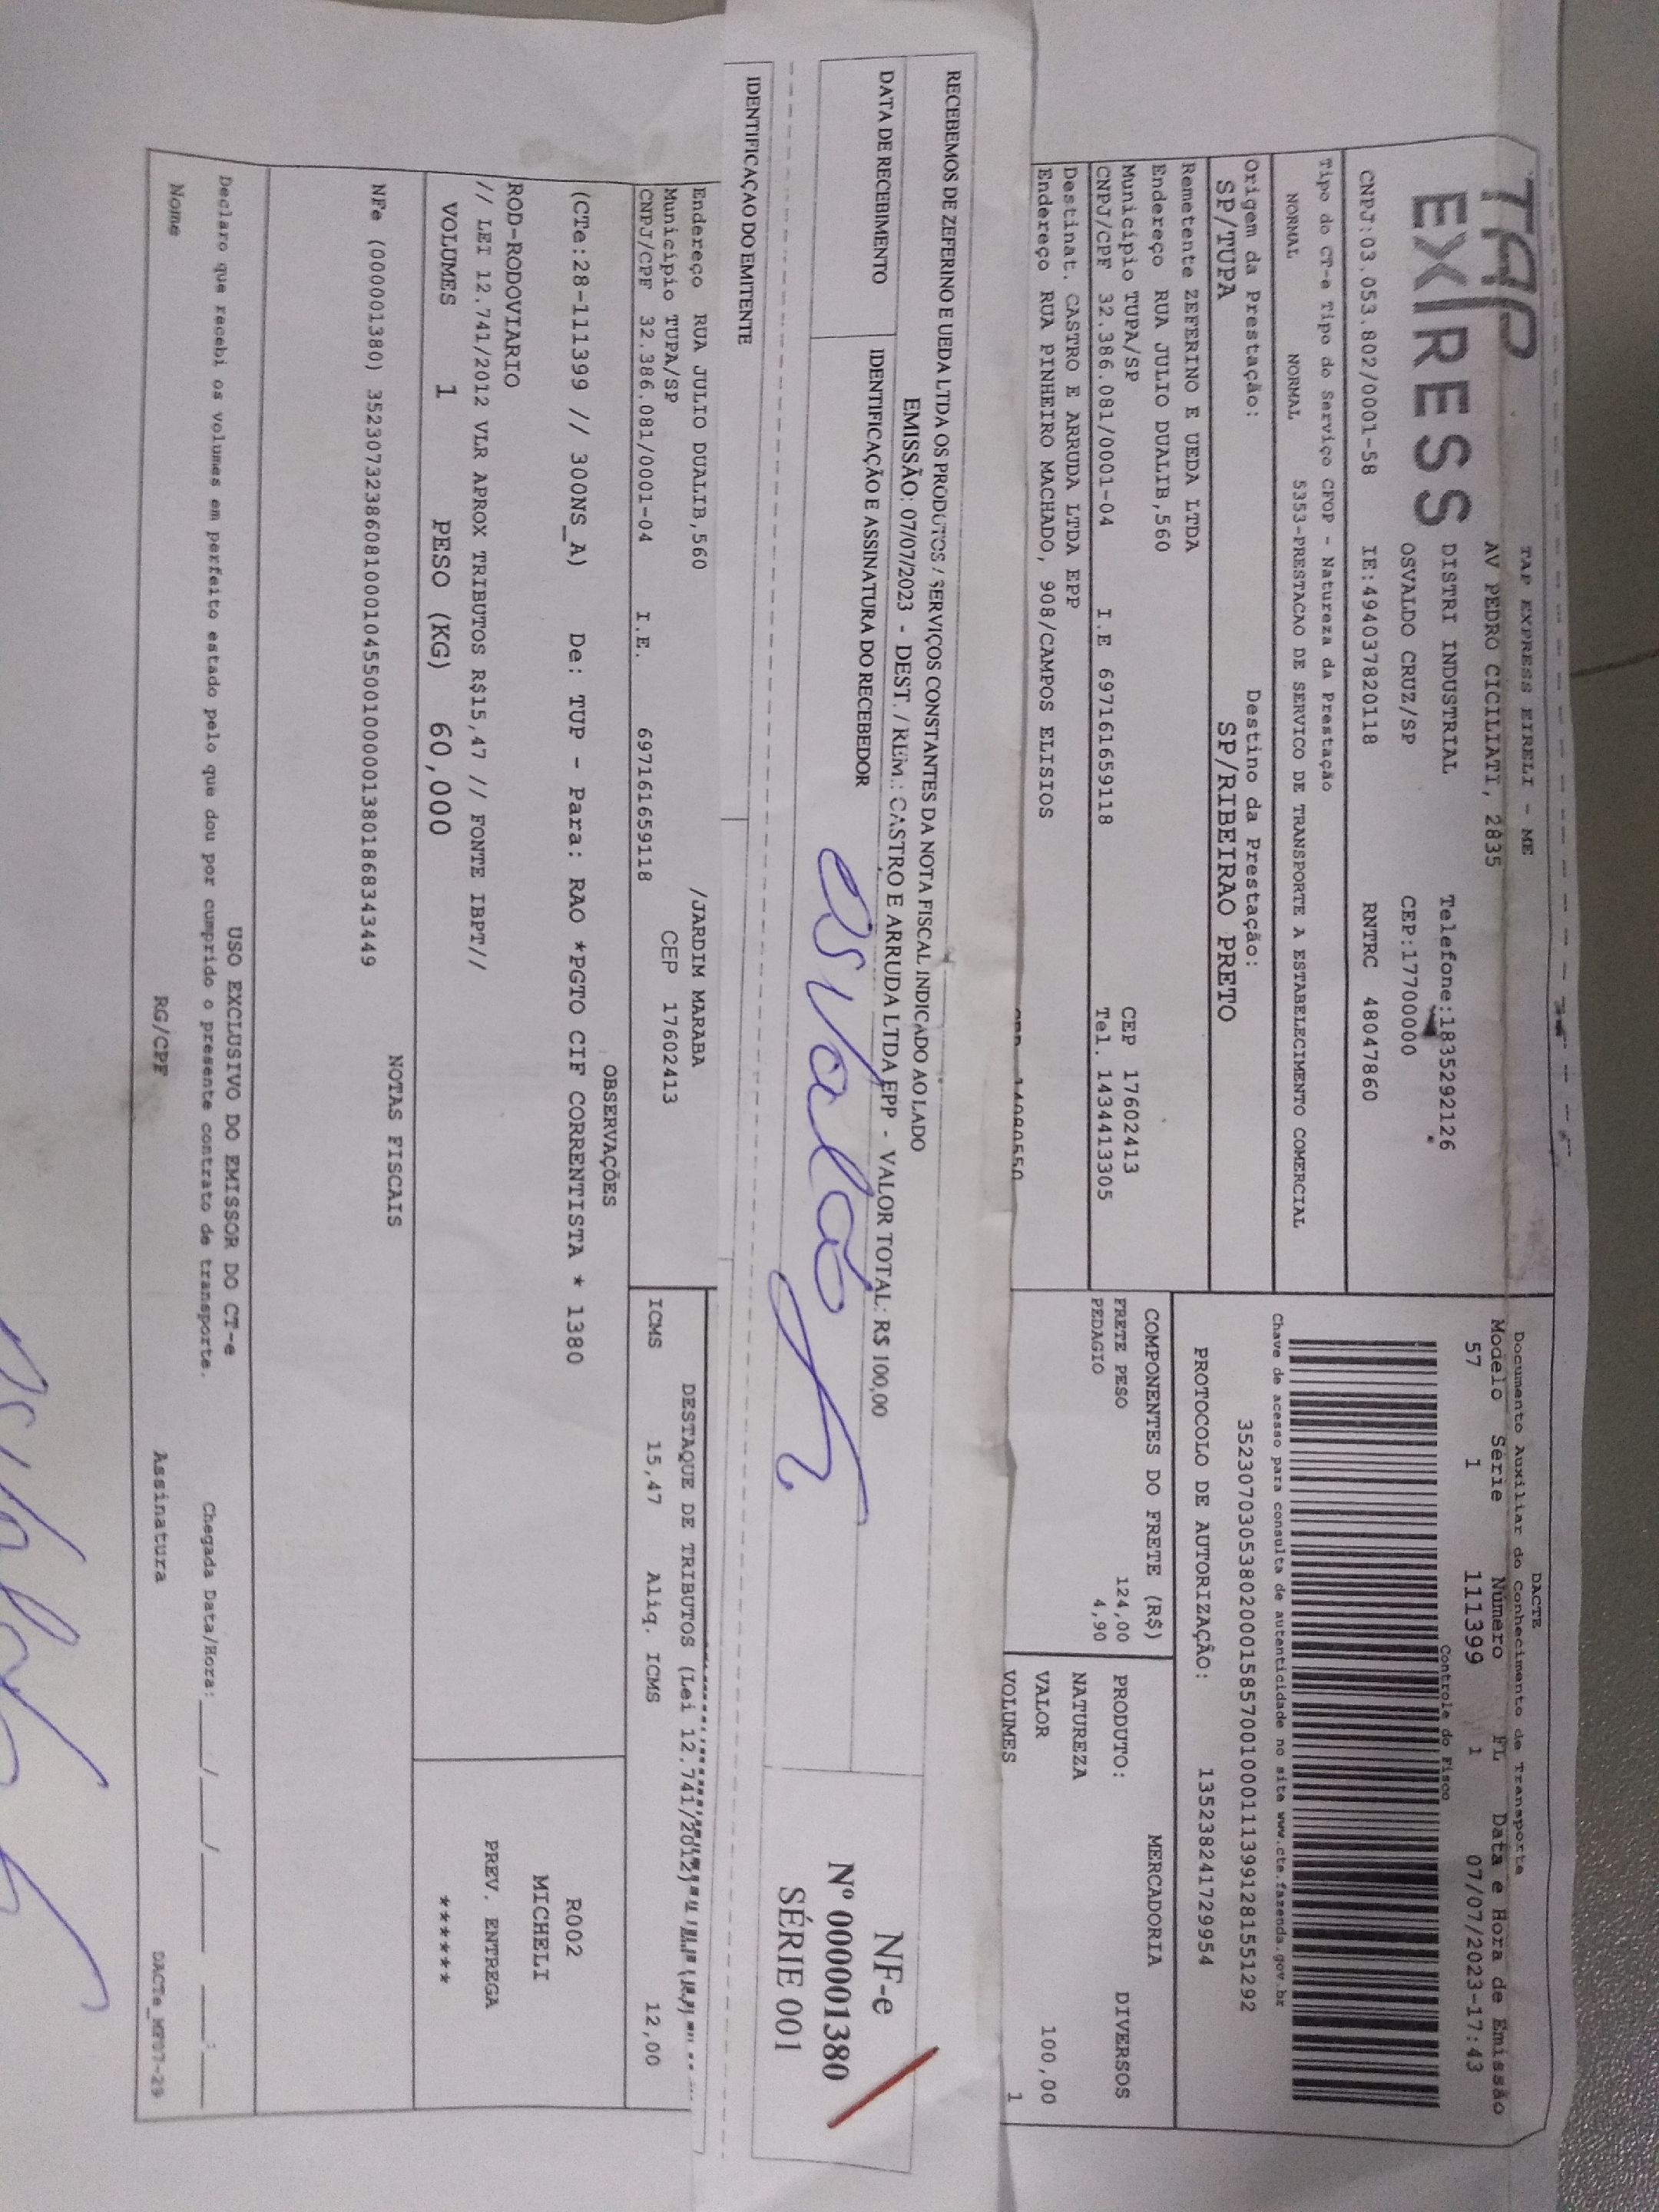 TAP
EXPRESS
TAP EXPRESS EIRELI - ME
AV PEDRO CICILIATI, 2835
DISTRI INDUSTRIAL Telefone:1835292126
OSVALDO CRUZ/SP CEP:17700000
CNPJ:03.053.802/0001-58 IE:494037820118 RNTRC 48047860
Tipo do CT-e Tipo do Serviço CFOP - Natureza da Prestação
NORMAL NORMAL 5353-PRESTACAO DE SERVICO DE TRANSPORTE A ESTABELECIMENTO COMERCIAL
Origem da Prestação: Destino da Prestação:
SP/TUPA SP/RIBEIRAO PRETO
Remetente ZEFERINO E UEDA LTDA
Endereço RUA JULIO DUALIB,560
Município TUPA/SP CEP 17602413
CNPJ/CPF 32.386.081/0001-04 I.E 697161659118 Tel. 1434413305
Destinat. CASTRO E ARRUDA LTDA EPP
Endereço RUA PINHEIRO MACHADO, 908/CAMPOS ELISIOS
DACTE
Documento Auxiliar do Conhecimento de Transporte
Modelo Série Número FL Data e Hora de Emissão
57 1 111399 1 07/07/2023-17:43
Controle do Fisco
Chave de acesso para consulta de autenticidade no site www.cte.fazenda.gov.br
35230703053802000158570010001113991281551292
PROTOCOLO DE AUTORIZAÇÃO: 135238241729954
COMPONENTES DO FRETE (R$)
FRETE PESO 124,00
PEDAGIO 4,90
MERCADORIA
PRODUTO: DIVERSOS
NATUREZA
VALOR 100,00
VOLUMES 1
RECEBEMOS DE ZEFERINO E UEDA LTDA OS PRODUTOS / SERVIÇOS CONSTANTES DA NOTA FISCAL INDICADO AO LADO
EMISSÃO: 07/07/2023 - DEST. / REM.: CASTRO E ARRUDA LTDA EPP - VALOR TOTAL: R$ 100,00
DATA DE RECEBIMENTO IDENTIFICAÇÃO E ASSINATURA DO RECEBEDOR
NF-e
Nº 000001380
SÉRIE 001
IDENTIFICAÇAO DO EMITENTE
Endereço RUA JULIO DUALIB,560 /JARDIM MARABA
Município TUPA/SP CEP 17602413
CNPJ/CPF 32.386.081/0001-04 I.E. 697161659118
DESTAQUE DE TRIBUTOS (Lei 12.741/2012)
ICMS 15,47 Aliq. ICMS 12,00
OBSERVAÇÕES
(CTe:28-111399 // 300NS_A) De: TUP - Para: RAO *PGTO CIF CORRENTISTA * 1380
ROD-RODOVIARIO
// LEI 12.741/2012 VLR APROX TRIBUTOS R$15,47 // FONTE IBPT//
R002
MICHELI
PREV. ENTREGA
******
VOLUMES 1 PESO (KG) 60,000
NOTAS FISCAIS
NFe (000001380) 35230732386081000104550010000013801868343449
USO EXCLUSIVO DO EMISSOR DO CT-e
Declaro que recebi os volumes em perfeito estado pelo que dou por cumprido o presente contrato de transporte. Chegada Data/Hora:____/____/______ ____:____
Nome RG/CPF Assinatura DACTe_MF07-29